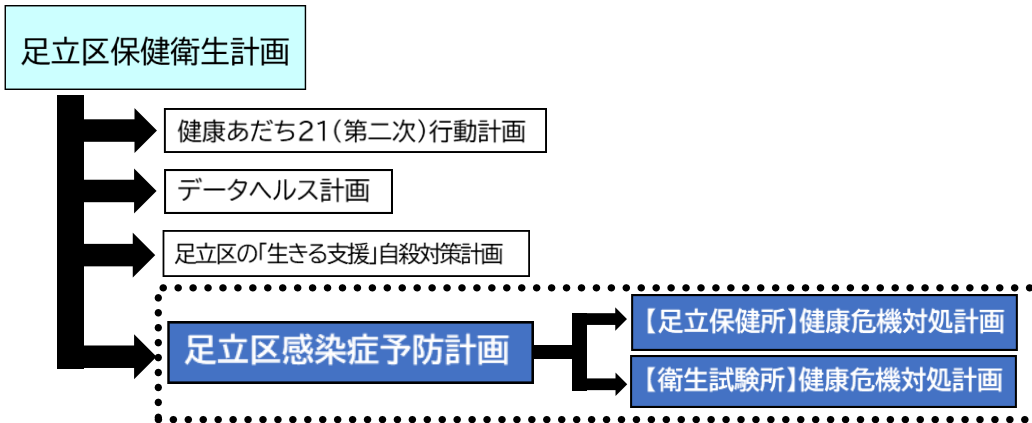 足立区保健衛生計画
健康あだち21(第二次)行動計画
データヘルス計画
足立区の「生きる支援」自殺対策計画
足立区感染症予防計画
【足立保健所】健康危機対処計画
【衛生試験所】健康危機対処計画